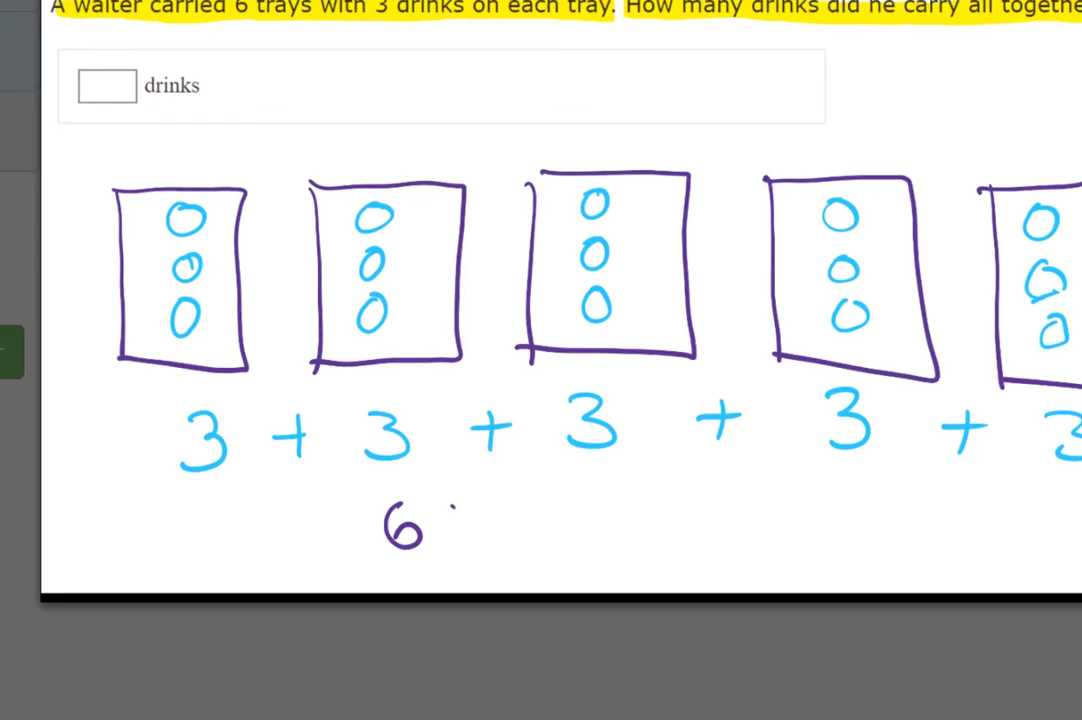 A waiter carried 6 trays with 3 drinks on each tray. How many drinks did he carry all togethe
drinks
3 + 3 + 3 + 3 + 3
6